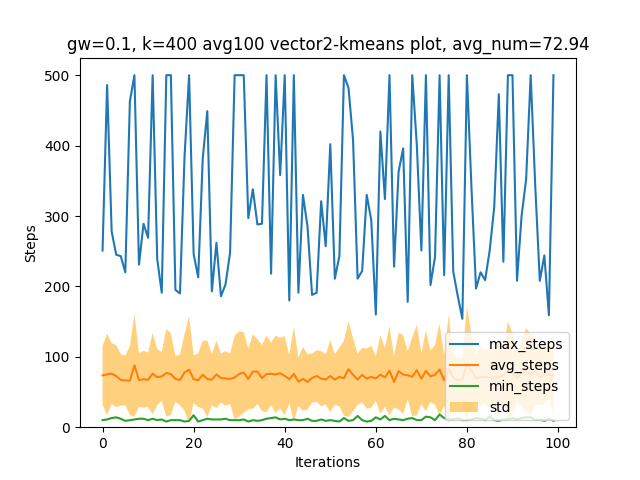 gw=0.1, k=400 avg100 vector2-kmeans plot, avg_num=72.94
500
400
300
200
100
0
Steps
max_steps
avg_steps
min_steps
std
0
20
40
60
80
100
Iterations